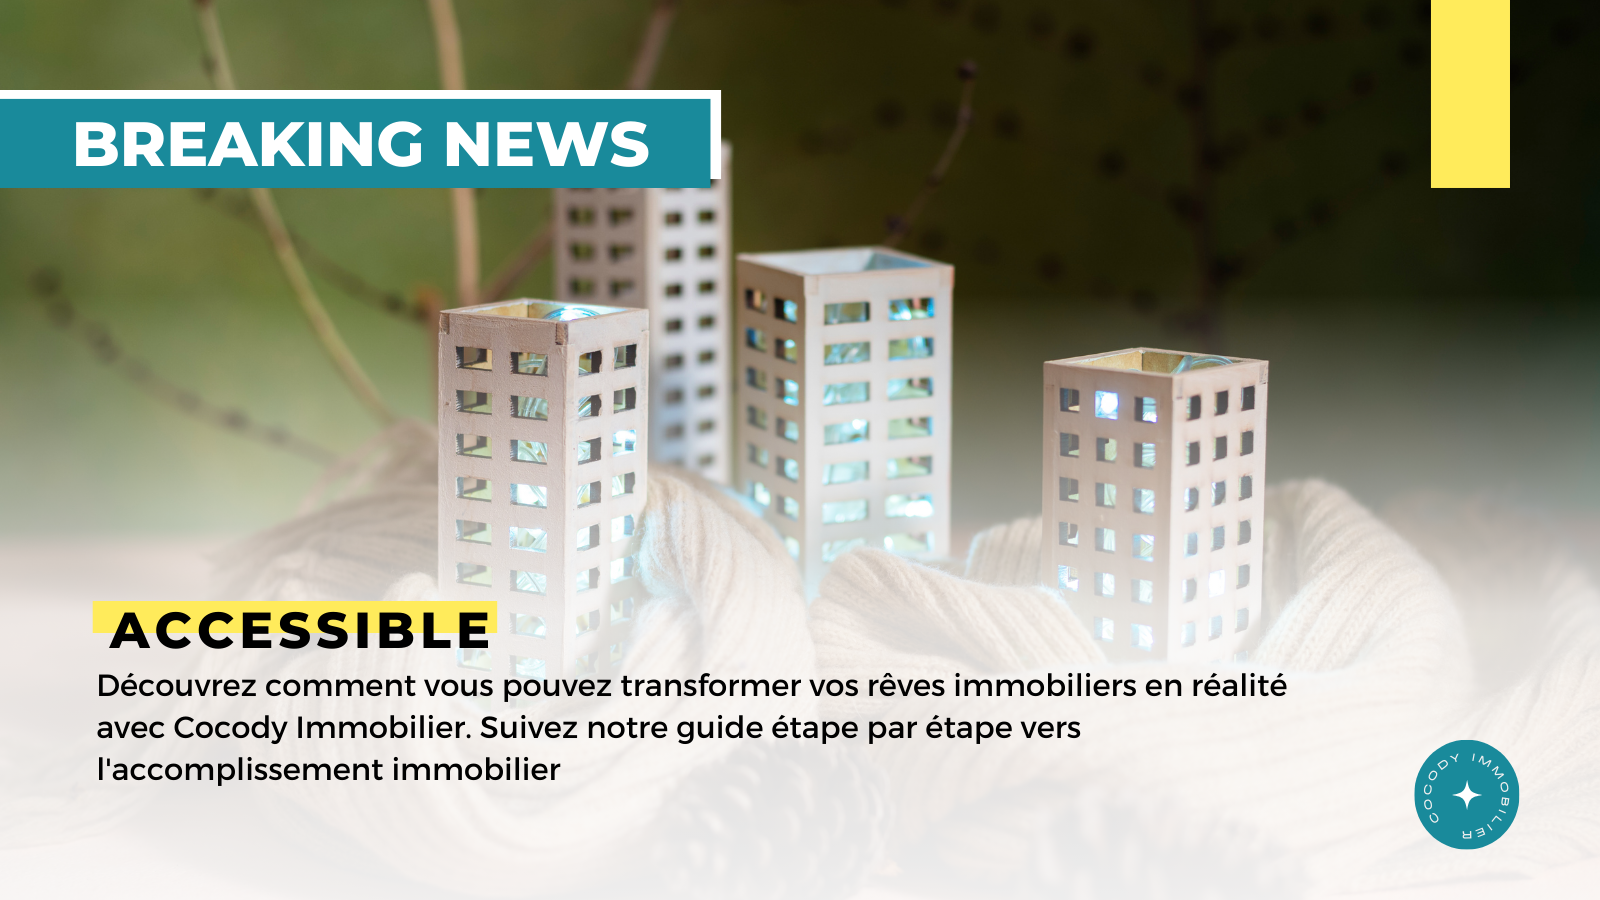 BREAKING NEWS
ACCESSIBLE
Découvrez comment vous pouvez transformer vos rêves immobiliers en réalité
avec Cocody Immobilier. Suivez notre guide étape par étape vers
l'accomplissement immobilier
COCODY IMMOBILIER